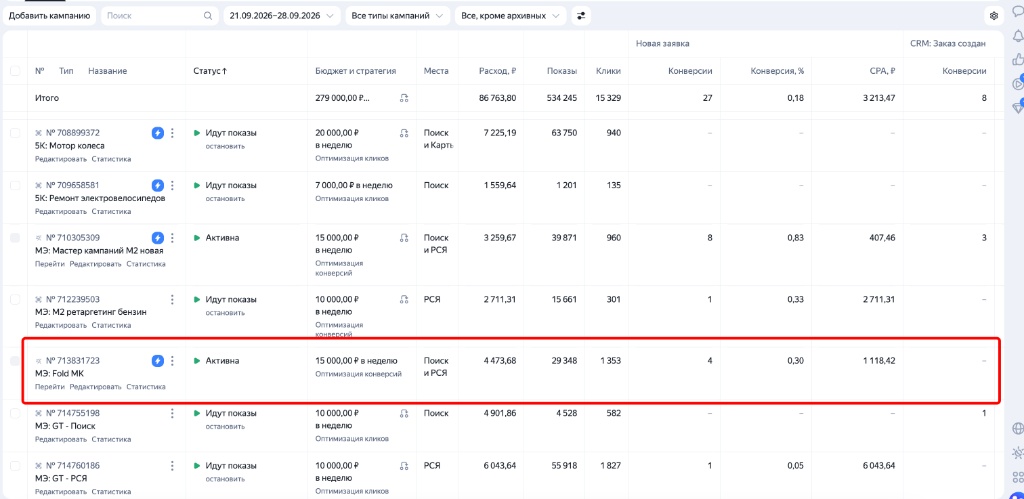 Добавить кампанию Поиск 21.09.2026–28.09.2026 Все типы кампаний Все, кроме архивных
Новая заявка CRM: Заказ создан
№ Тип Название Статус↑ Бюджет и стратегия Места Расход, ₽ Показы Клики Конверсии Конверсия, % CPA, ₽ Конверсии
Итого 279 000,00 ₽... 86 763,80 534 245 15 329 27 0,18 3 213,47 8
№ 708899372 Идут показы 20 000,00 ₽ Поиск 7 225,19 63 750 940 – – – –
5К: Мотор колеса остановить в неделю и Карты
Редактировать Статистика Оптимизация кликов
№ 709658581 Идут показы 7 000,00 ₽ в неделю Поиск 1 559,64 1 201 135 – – – –
5К: Ремонт электровелосипедов остановить Оптимизация кликов
Редактировать Статистика
№ 710305309 Активна 15 000,00 ₽ Поиск 3 259,67 39 871 960 8 0,83 407,46 3
МЭ: Мастер кампаний М2 новая в неделю и РСЯ
Перейти Редактировать Статистика Оптимизация
конверсий
№ 712239503 Идут показы 10 000,00 ₽ РСЯ 2 711,31 15 661 301 1 0,33 2 711,31 –
МЭ: М2 ретаргетинг бензин остановить в неделю
Редактировать Статистика Оптимизация
конверсий
№ 713831723 Активна 15 000,00 ₽ в неделю Поиск 4 473,68 29 348 1 353 4 0,30 1 118,42 –
МЭ: Fold МК Оптимизация конверсий и РСЯ
Перейти Редактировать Статистика
№ 714755198 Идут показы 10 000,00 ₽ Поиск 4 901,86 4 528 582 – – – 1
МЭ: GT - Поиск остановить в неделю
Редактировать Статистика Оптимизация кликов
№ 714760186 Идут показы 10 000,00 ₽ РСЯ 6 043,64 55 918 1 827 1 0,05 6 043,64 –
МЭ: GT - РСЯ остановить в неделю
Редактировать Статистика Оптимизация кликов